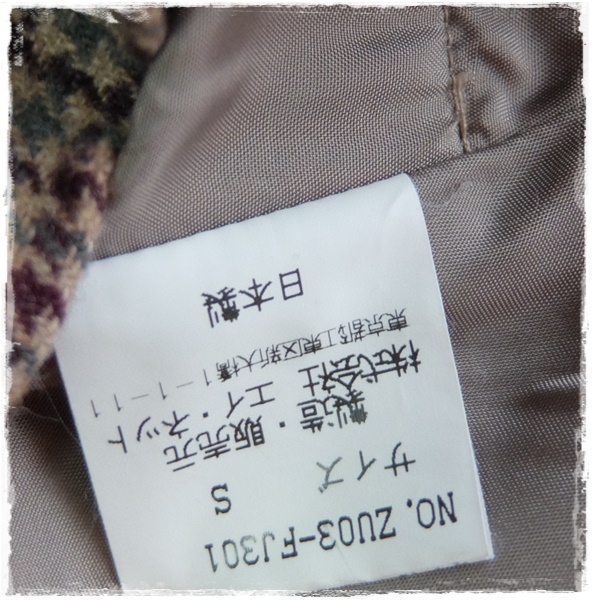 NO. ZU03-FJ301
サイズ S
製造・販売元
株式会社 エイ・ネット
東京都江東区新大橋1-1-11
日本製